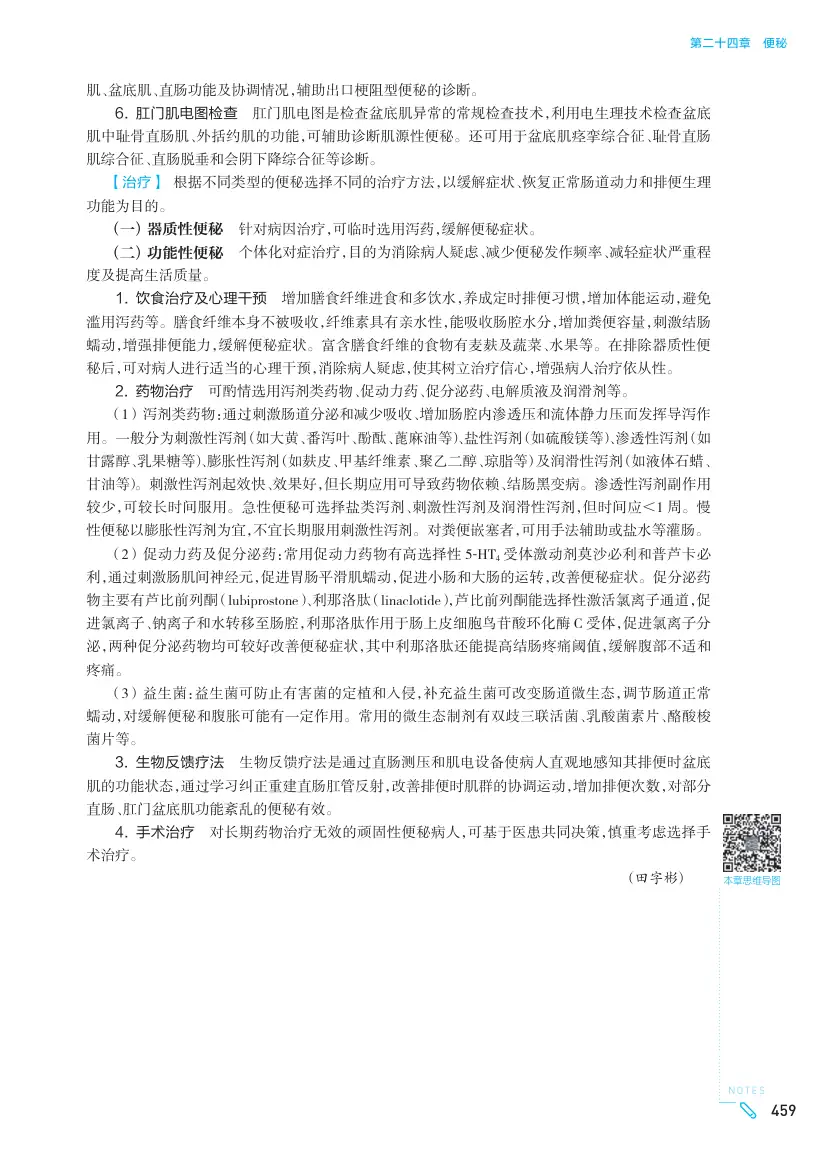 第二十四章　便秘
肌、盆底肌、直肠功能及协调情况,辅助出口梗阻型便秘的诊断。
6. 肛门肌电图检查　肛门肌电图是检查盆底肌异常的常规检查技术,利用电生理技术检查盆底
肌中耻骨直肠肌、外括约肌的功能,可辅助诊断肌源性便秘。还可用于盆底肌痉挛综合征、耻骨直肠
肌综合征、直肠脱垂和会阴下降综合征等诊断。
【治疗】 根据不同类型的便秘选择不同的治疗方法,以缓解症状、恢复正常肠道动力和排便生理
功能为目的。
(一) 器质性便秘　针对病因治疗,可临时选用泻药,缓解便秘症状。
(二) 功能性便秘　个体化对症治疗,目的为消除病人疑虑、减少便秘发作频率、减轻症状严重程
度及提高生活质量。
1. 饮食治疗及心理干预　增加膳食纤维进食和多饮水,养成定时排便习惯,增加体能运动,避免
滥用泻药等。膳食纤维本身不被吸收,纤维素具有亲水性,能吸收肠腔水分,增加粪便容量,刺激结肠
蠕动,增强排便能力,缓解便秘症状。富含膳食纤维的食物有麦麸及蔬菜、水果等。在排除器质性便
秘后,可对病人进行适当的心理干预,消除病人疑虑,使其树立治疗信心,增强病人治疗依从性。
2. 药物治疗　可酌情选用泻剂类药物、促动力药、促分泌药、电解质液及润滑剂等。
(1)泻剂类药物:通过刺激肠道分泌和减少吸收、增加肠腔内渗透压和流体静力压而发挥导泻作
用。一般分为刺激性泻剂(如大黄、番泻叶、酚酞、蓖麻油等)、盐性泻剂(如硫酸镁等)、渗透性泻剂(如
甘露醇、乳果糖等)、膨胀性泻剂(如麸皮、甲基纤维素、聚乙二醇、琼脂等)及润滑性泻剂(如液体石蜡、
甘油等)。刺激性泻剂起效快、效果好,但长期应用可导致药物依赖、结肠黑变病。渗透性泻剂副作用
较少,可较长时间服用。急性便秘可选择盐类泻剂、刺激性泻剂及润滑性泻剂,但时间应<1 周。慢
性便秘以膨胀性泻剂为宜,不宜长期服用刺激性泻剂。对粪便嵌塞者,可用手法辅助或盐水等灌肠。
(2)促动力药及促分泌药:常用促动力药物有高选择性 5-HT₄ 受体激动剂莫沙必利和普芦卡必
利,通过刺激肠肌间神经元,促进胃肠平滑肌蠕动,促进小肠和大肠的运转,改善便秘症状。促分泌药
物主要有芦比前列酮(lubiprostone)、利那洛肽(linaclotide),芦比前列酮能选择性激活氯离子通道,促
进氯离子、钠离子和水转移至肠腔,利那洛肽作用于肠上皮细胞鸟苷酸环化酶 C 受体,促进氯离子分
泌,两种促分泌药物均可较好改善便秘症状,其中利那洛肽还能提高结肠疼痛阈值,缓解腹部不适和
疼痛。
(3)益生菌:益生菌可防止有害菌的定植和入侵,补充益生菌可改变肠道微生态,调节肠道正常
蠕动,对缓解便秘和腹胀可能有一定作用。常用的微生态制剂有双歧三联活菌、乳酸菌素片、酪酸梭
菌片等。
3. 生物反馈疗法　生物反馈疗法是通过直肠测压和肌电设备使病人直观地感知其排便时盆底
肌的功能状态,通过学习纠正重建直肠肛管反射,改善排便时肌群的协调运动,增加排便次数,对部分
直肠、肛门盆底肌功能紊乱的便秘有效。
4. 手术治疗　对长期药物治疗无效的顽固性便秘病人,可基于医患共同决策,慎重考虑选择手
术治疗。
(田字彬)
本章思维导图
NOTES
459